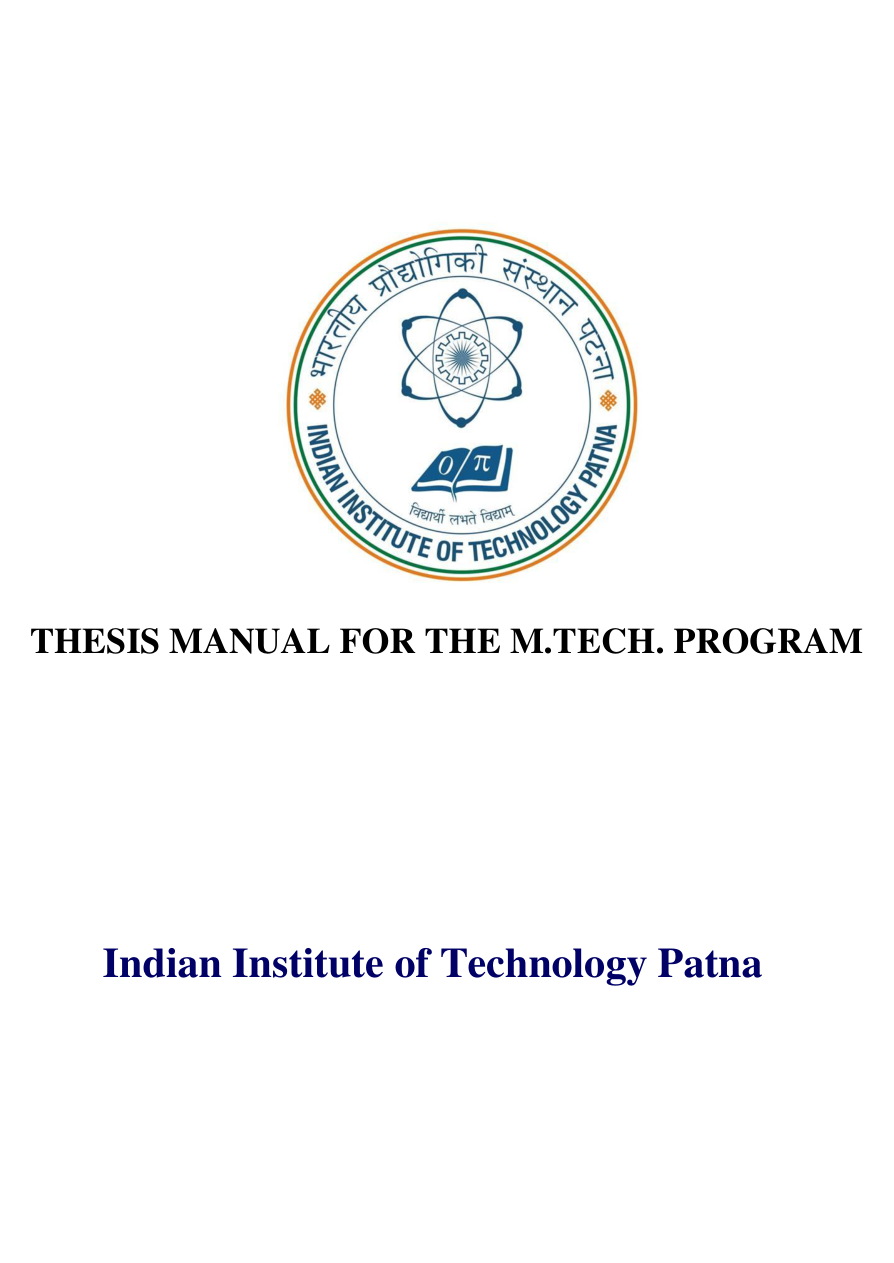 भारतीय प्रौद्योगिकी संस्थान पटना
O π
विद्यार्थी लभते विद्याम्
INDIAN INSTITUTE OF TECHNOLOGY PATNA
THESIS MANUAL FOR THE M.TECH. PROGRAM
Indian Institute of Technology Patna